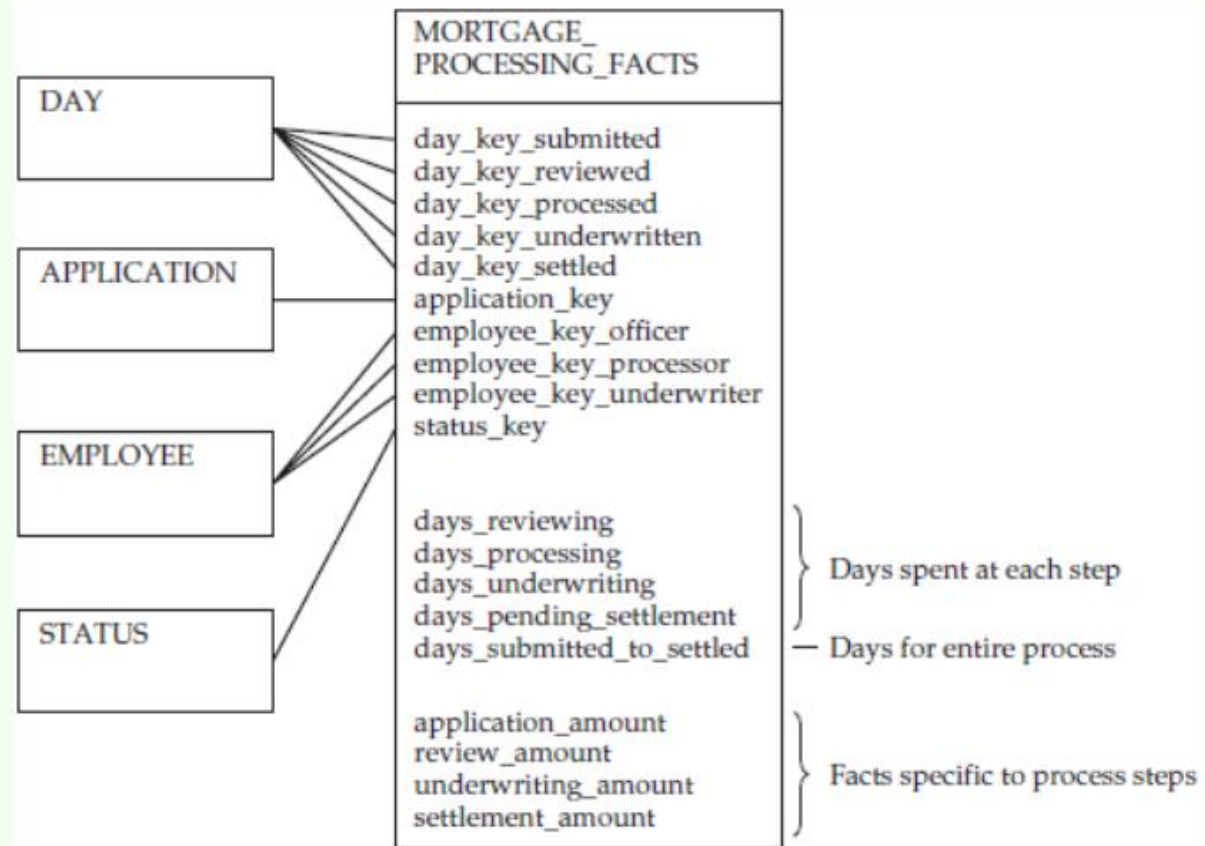 MORTGAGE_
PROCESSING_FACTS
DAY
APPLICATION
EMPLOYEE
STATUS
day_key_submitted
day_key_reviewed
day_key_processed
day_key_underwritten
day_key_settled
application_key
employee_key_officer
employee_key_processor
employee_key_underwriter
status_key
days_reviewing
days_processing
days_underwriting
days_pending_settlement
days_submitted_to_settled
application_amount
review_amount
underwriting_amount
settlement_amount
Days spent at each step
Days for entire process
Facts specific to process steps